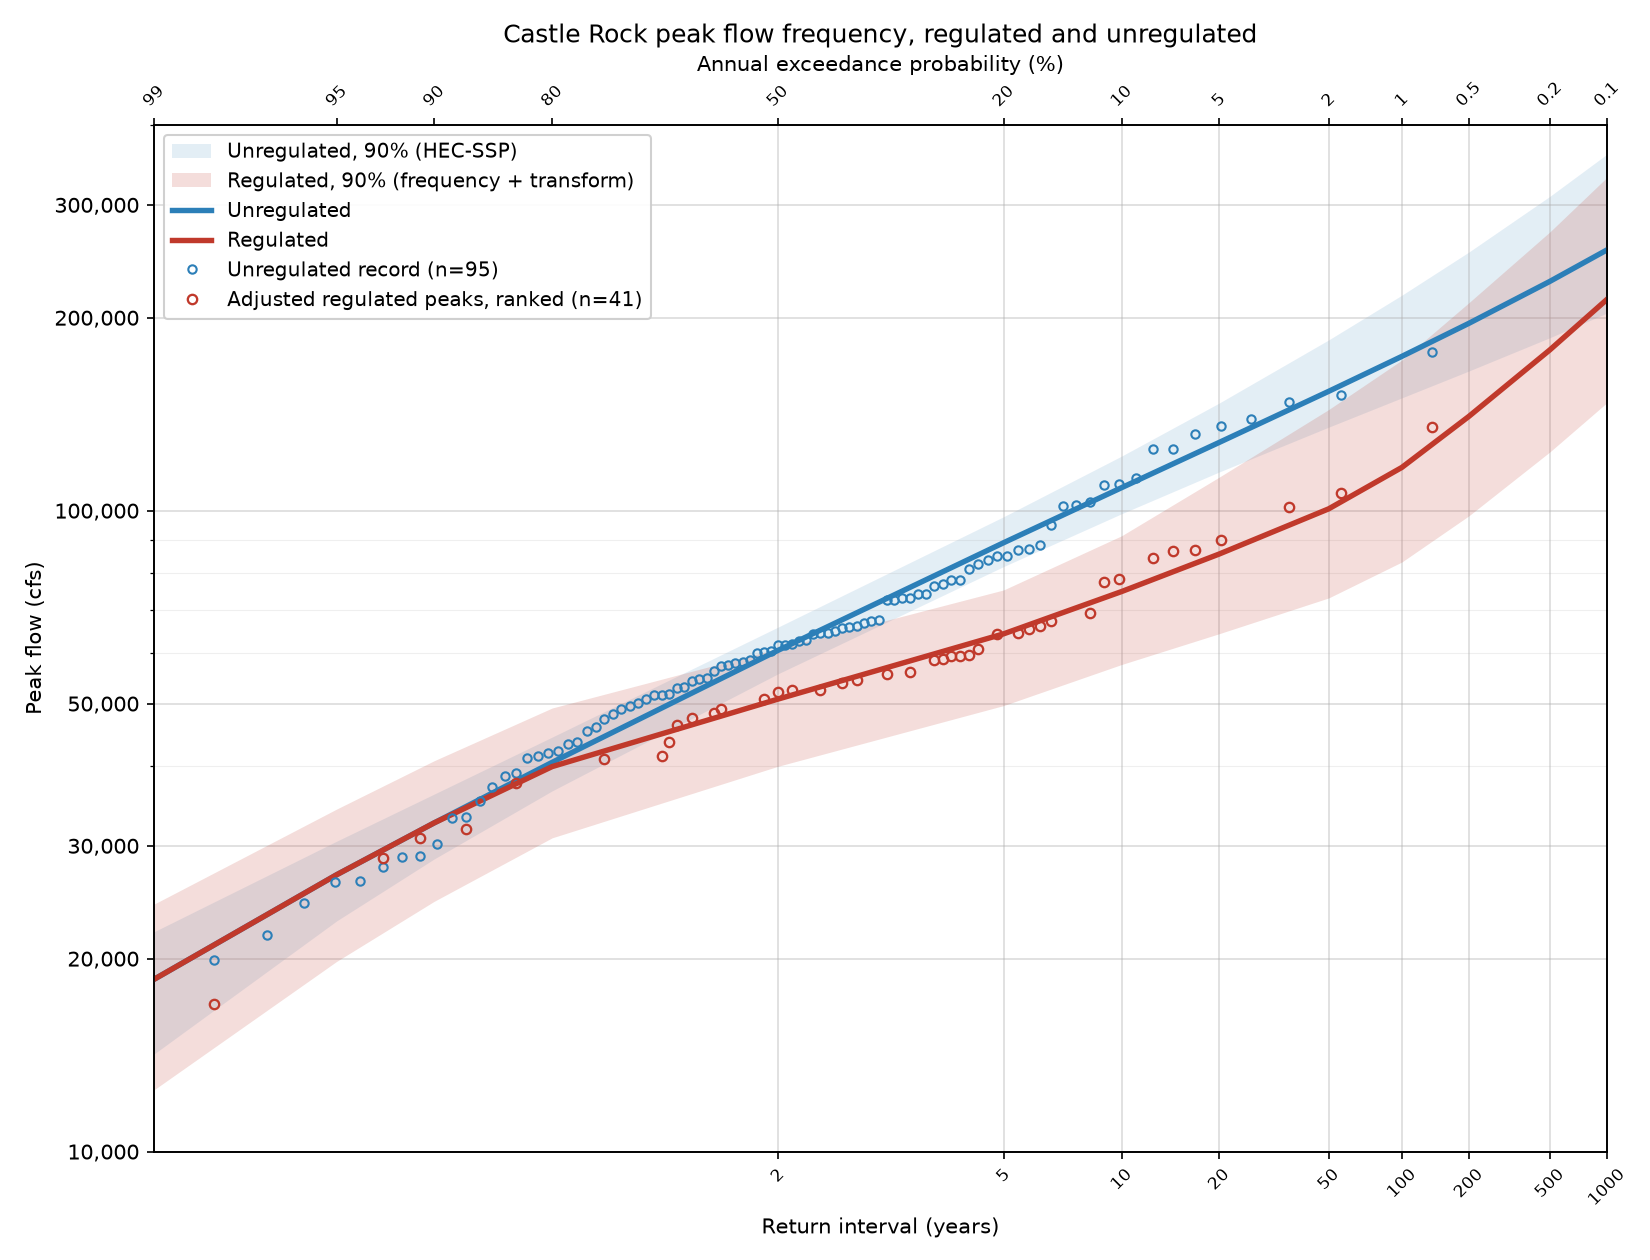 Castle Rock peak flow frequency, regulated and unregulated
Annual exceedance probability (%)
99 95 90 80 50 20 10 5 2 1 0.5 0.2 0.1
Unregulated, 90% (HEC-SSP)
Regulated, 90% (frequency + transform)
Unregulated
Regulated
Unregulated record (n=95)
Adjusted regulated peaks, ranked (n=41)
300,000
200,000
100,000
50,000
30,000
20,000
10,000
Peak flow (cfs)
2 5 10 20 50 100 200 500 1000
Return interval (years)